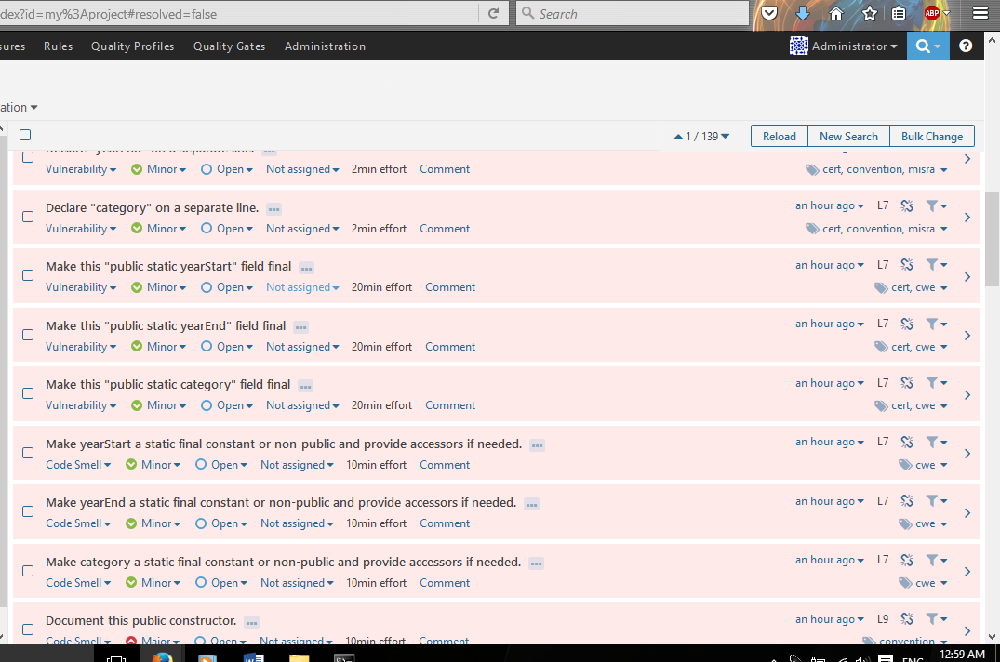 dex?id=my%3Aproject#resolved=false
Search
ABP
sures Rules Quality Profiles Quality Gates Administration
Administrator
?
ation
1 / 139 Reload New Search Bulk Change
Declare "yearEnd" on a separate line. ...
Vulnerability Minor Open Not assigned 2min effort Comment cert, convention, misra
Declare "category" on a separate line. ... an hour ago L7
Vulnerability Minor Open Not assigned 2min effort Comment cert, convention, misra
Make this "public static yearStart" field final ... an hour ago L7
Vulnerability Minor Open Not assigned 20min effort Comment cert, cwe
Make this "public static yearEnd" field final ... an hour ago L7
Vulnerability Minor Open Not assigned 20min effort Comment cert, cwe
Make this "public static category" field final ... an hour ago L7
Vulnerability Minor Open Not assigned 20min effort Comment cert, cwe
Make yearStart a static final constant or non-public and provide accessors if needed. ... an hour ago L7
Code Smell Minor Open Not assigned 10min effort Comment cwe
Make yearEnd a static final constant or non-public and provide accessors if needed. ... an hour ago L7
Code Smell Minor Open Not assigned 10min effort Comment cwe
Make category a static final constant or non-public and provide accessors if needed. ... an hour ago L7
Code Smell Minor Open Not assigned 10min effort Comment cwe
Document this public constructor. ... an hour ago L9
Code Smell Major Open Not assigned 10min effort Comment convention
ENG 12:59 AM